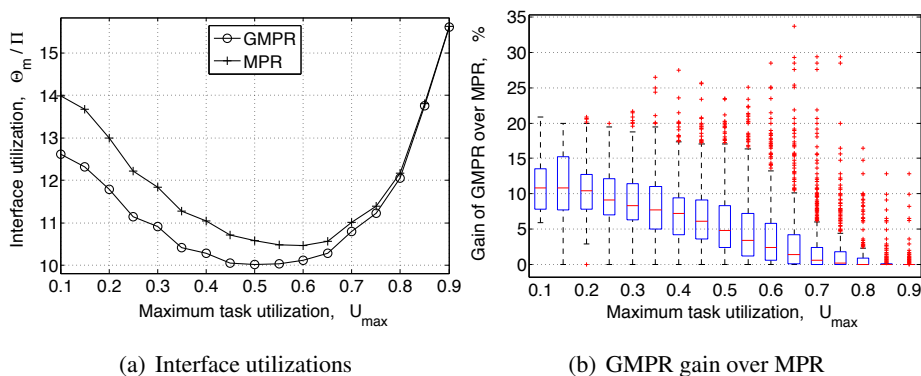 GMPR
MPR
16
15
14
13
12
11
10
0.1 0.2 0.3 0.4 0.5 0.6 0.7 0.8 0.9
Interface utilization, Θm / Π
Maximum task utilization, Umax
(a) Interface utilizations
35
30
25
20
15
10
5
0
0.1 0.2 0.3 0.4 0.5 0.6 0.7 0.8 0.9
Gain of GMPR over MPR, %
Maximum task utilization, Umax
(b) GMPR gain over MPR